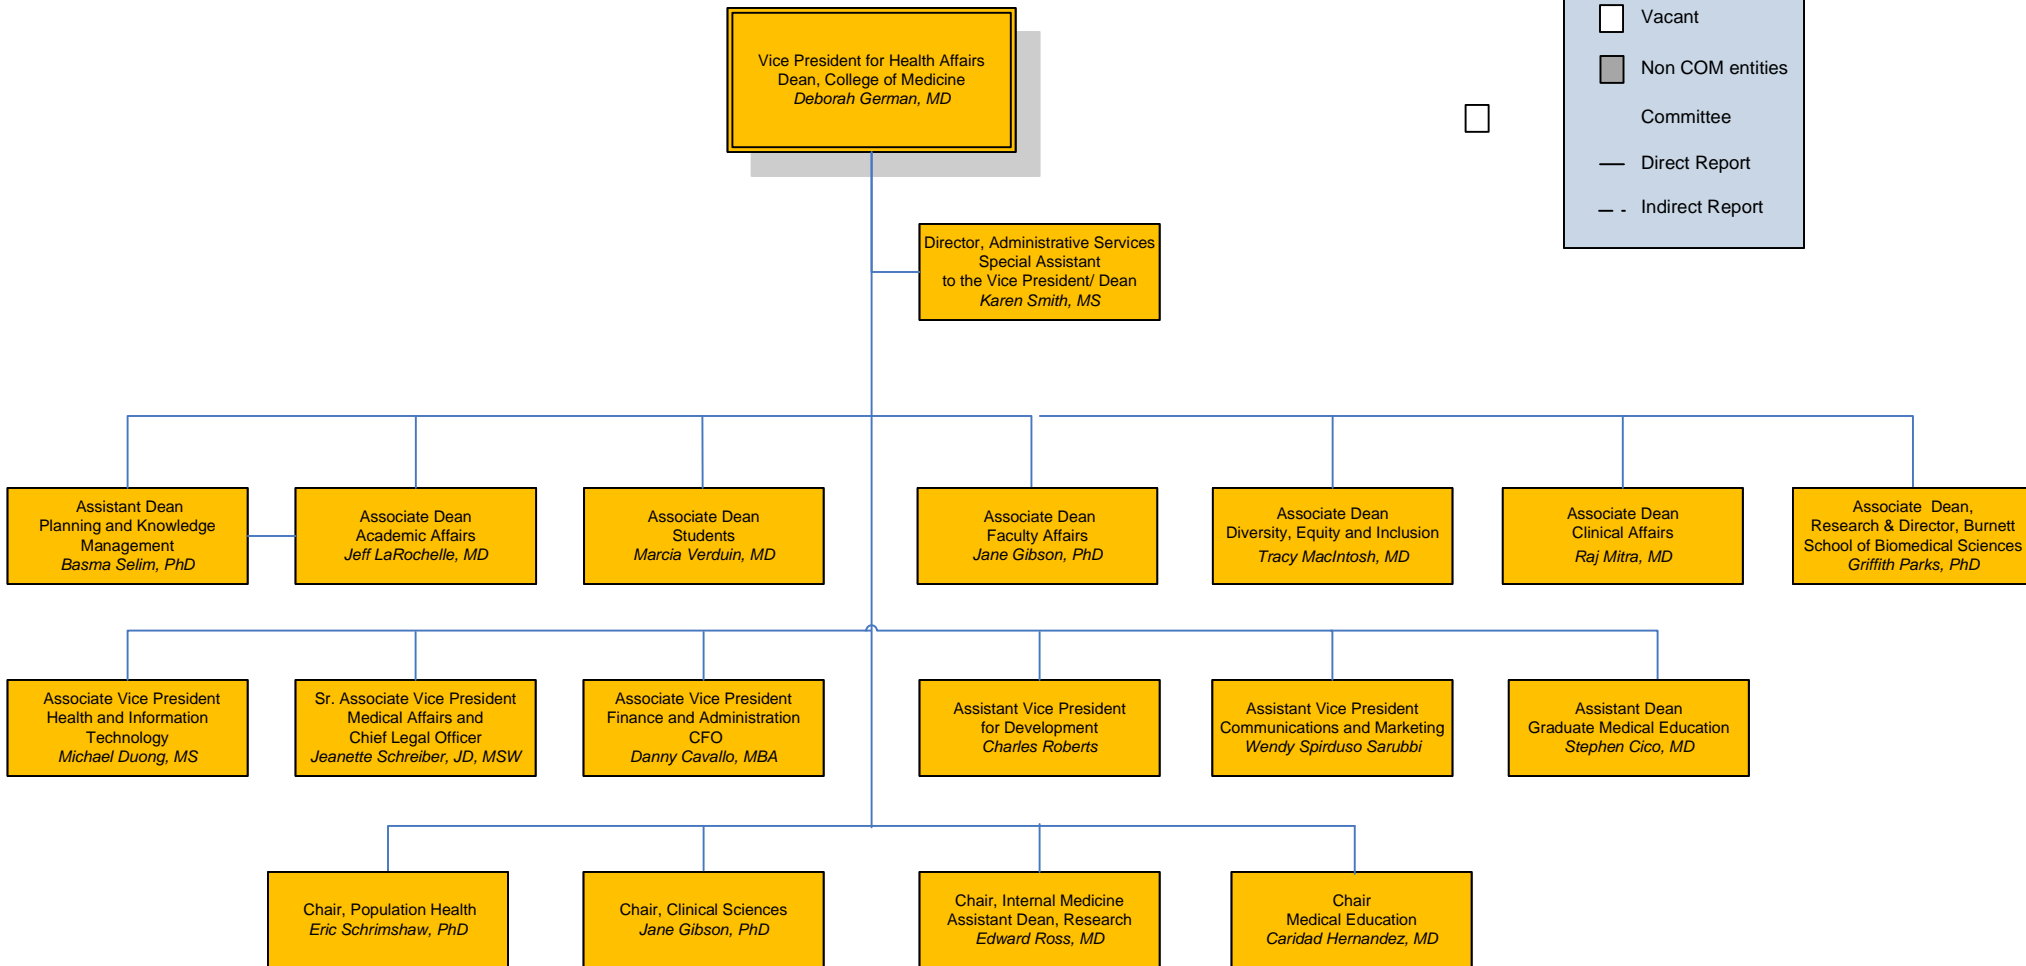 Vacant
Non COM entities
Committee
Direct Report
Indirect Report
Vice President for Health Affairs
Dean, College of Medicine
Deborah German, MD
Director, Administrative Services
Special Assistant
to the Vice President/ Dean
Karen Smith, MS
Assistant Dean
Planning and Knowledge
Management
Basma Selim, PhD
Associate Dean
Academic Affairs
Jeff LaRochelle, MD
Associate Dean
Students
Marcia Verduin, MD
Associate Dean
Faculty Affairs
Jane Gibson, PhD
Associate Dean
Diversity, Equity and Inclusion
Tracy MacIntosh, MD
Associate Dean
Clinical Affairs
Raj Mitra, MD
Associate Dean,
Research & Director, Burnett
School of Biomedical Sciences
Griffith Parks, PhD
Associate Vice President
Health and Information
Technology
Michael Duong, MS
Sr. Associate Vice President
Medical Affairs and
Chief Legal Officer
Jeanette Schreiber, JD, MSW
Associate Vice President
Finance and Administration
CFO
Danny Cavallo, MBA
Assistant Vice President
for Development
Charles Roberts
Assistant Vice President
Communications and Marketing
Wendy Spirduso Sarubbi
Assistant Dean
Graduate Medical Education
Stephen Cico, MD
Chair, Population Health
Eric Schrimshaw, PhD
Chair, Clinical Sciences
Jane Gibson, PhD
Chair, Internal Medicine
Assistant Dean, Research
Edward Ross, MD
Chair
Medical Education
Caridad Hernandez, MD